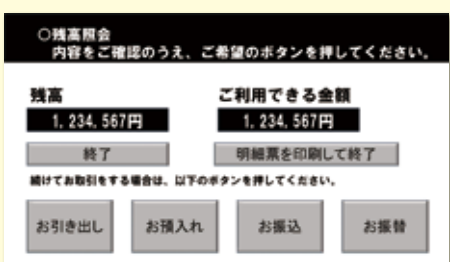 ○残高照会
内容をご確認のうえ、ご希望のボタンを押してください。
残高 ご利用できる金額
1,234,567円 1,234,567円
終了 明細票を印刷して終了
続けてお取引をする場合は、以下のボタンを押してください。
お引き出し お預入れ お振込 お振替